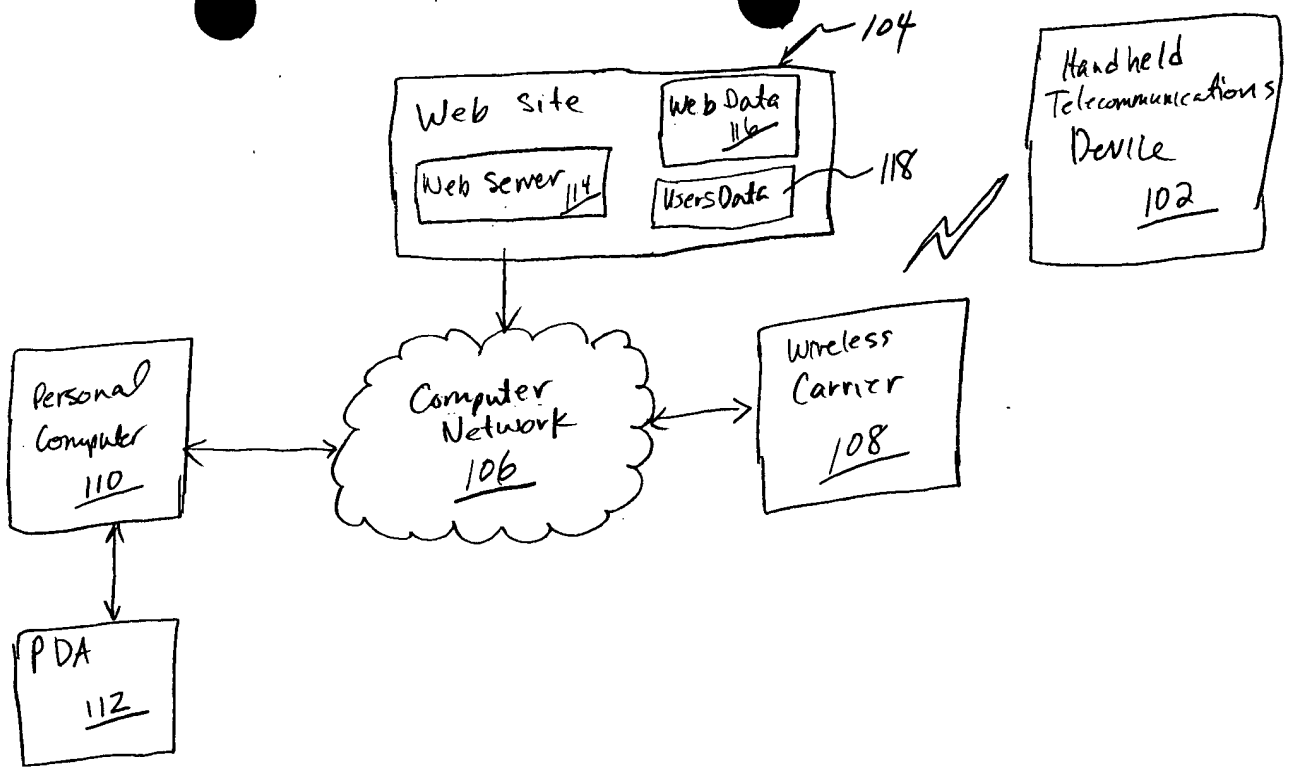 104
Web Site
Web Data
116
Web Server 114
Users Data
118
Handheld
Telecommunications
Device
102
Personal
Computer
110
Computer
Network
106
Wireless
Carrier
108
PDA
112